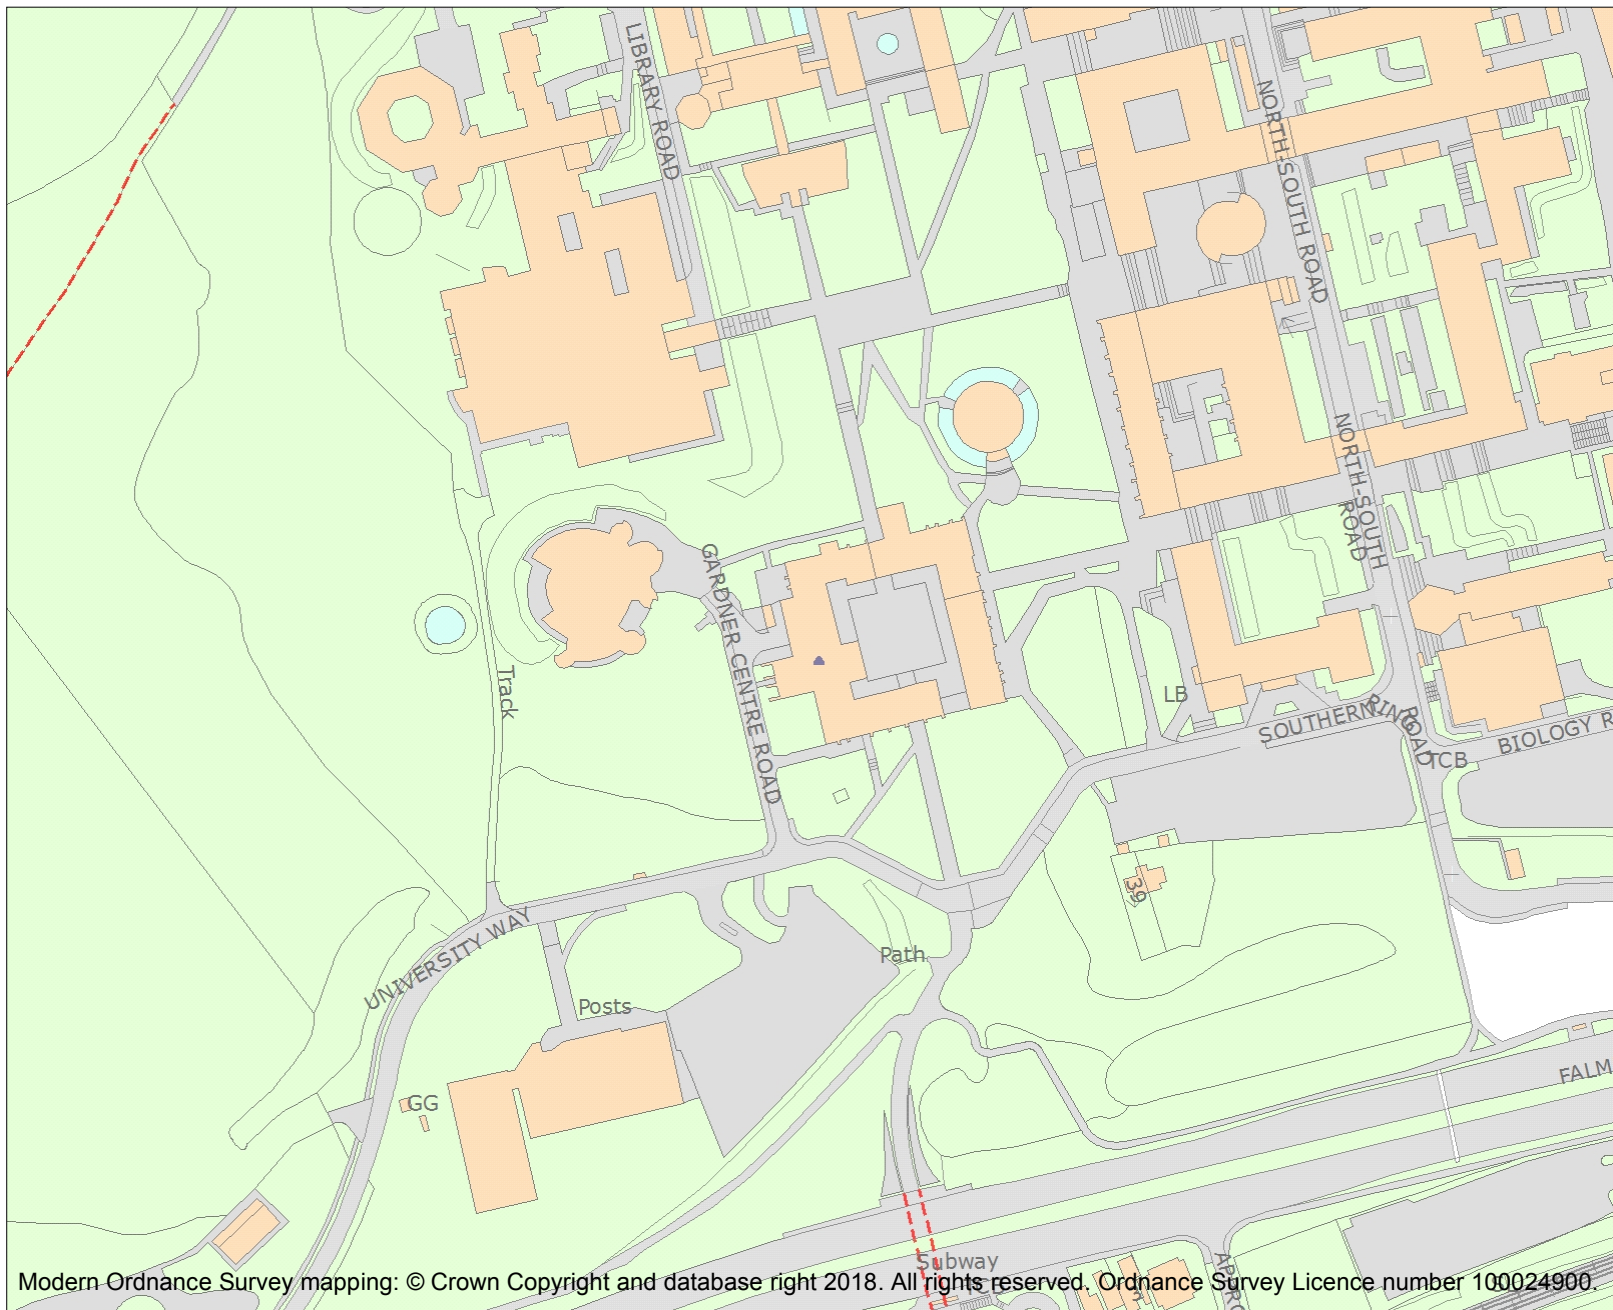 LIBRARY ROAD
NORTH-SOUTH ROAD
NORTH-SOUTH
ROAD
GARDNER CENTRE ROAD
Track
LB
SOUTHERN
RING
ROAD
TCB
BIOLOGY R
39
UNIVERSITY WAY
Path
Posts
GG
FALM
Subway
APPRO
Modern Ordnance Survey mapping: © Crown Copyright and database right 2018. All rights reserved. Ordnance Survey Licence number 100024900.